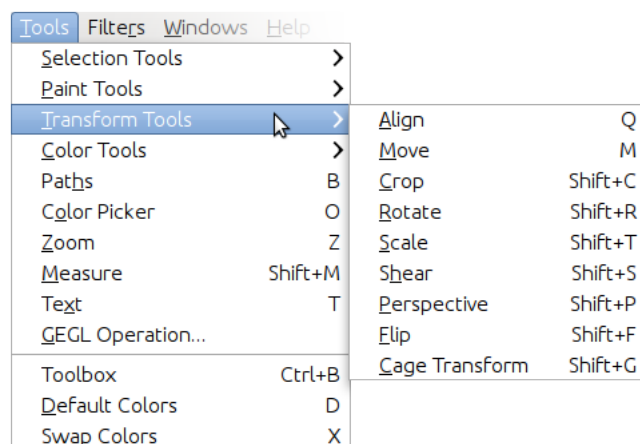 Tools Filters Windows Help
Selection Tools
Paint Tools
Transform Tools
Color Tools
Paths B
Color Picker O
Zoom Z
Measure Shift+M
Text T
GEGL Operation...
Toolbox Ctrl+B
Default Colors D
Swap Colors X
Align Q
Move M
Crop Shift+C
Rotate Shift+R
Scale Shift+T
Shear Shift+S
Perspective Shift+P
Flip Shift+F
Cage Transform Shift+G